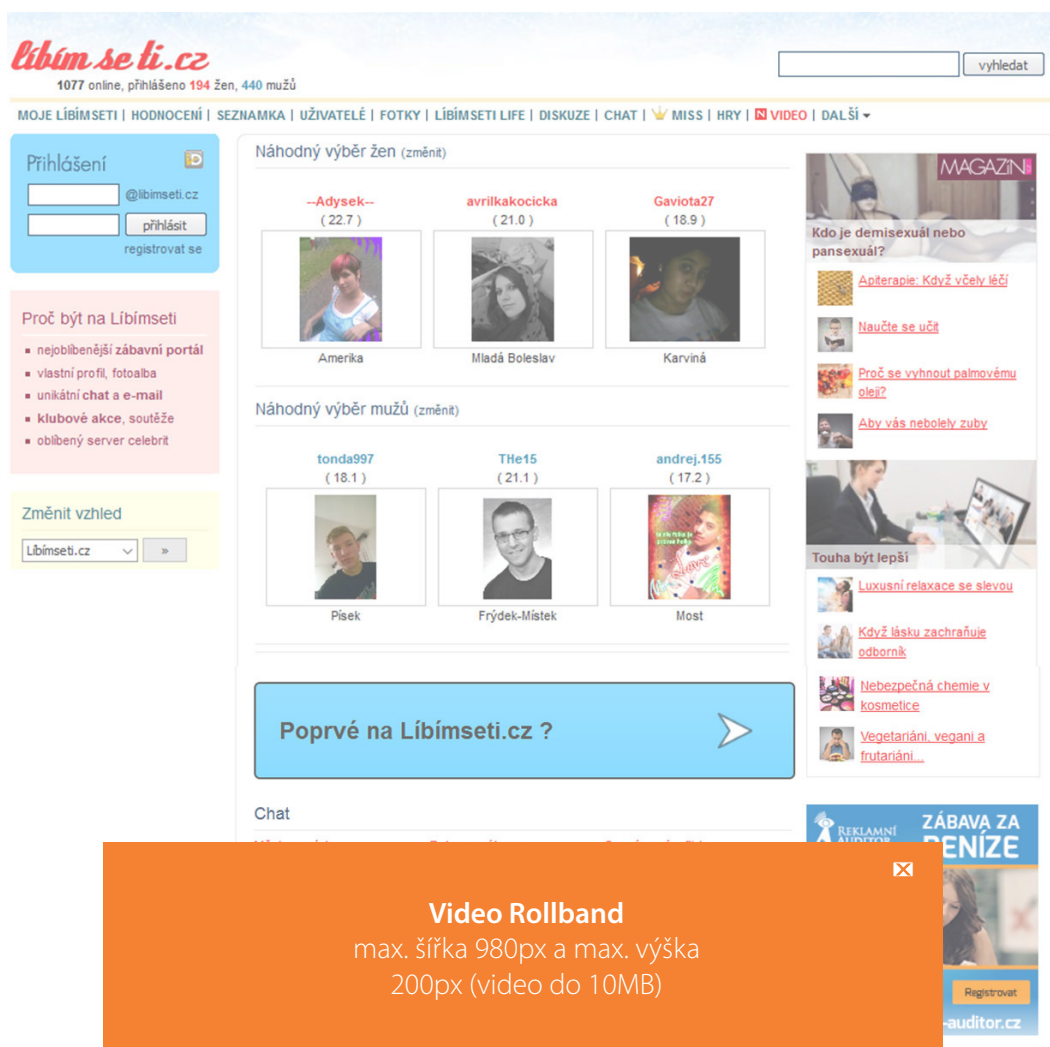 líbím se ti.cz
1077 online, přihlášeno 194 žen, 440 mužů
vyhledat
MOJE LÍBÍMSETI | HODNOCENÍ | SEZNAMKA | UŽIVATELÉ | FOTKY | LÍBÍMSETI LIFE | DISKUZE | CHAT | MISS | HRY | N VIDEO | DALŠÍ
Přihlášení
@libimseti.cz
přihlásit
registrovat se
Proč být na Líbímseti
nejoblíbenější zábavní portál
vlastní profil, fotoalba
unikátní chat a e-mail
klubové akce, soutěže
oblíbený server celebrit
Změnit vzhled
Líbímseti.cz
»
Náhodný výběr žen (změnit)
--Adysek-- avrilkakocicka Gaviota27
( 22.7 ) ( 21.0 ) ( 18.9 )
Amerika Mladá Boleslav Karviná
Náhodný výběr mužů (změnit)
tonda997 THe15 andrej.155
( 18.1 ) ( 21.1 ) ( 17.2 )
Písek Frýdek-Místek Most
Poprvé na Líbímseti.cz ?
Chat
MAGAZíN
Kdo je demisexuál nebo
pansexuál?
Apiterapie: Když včely léčí
Naučte se učit
Proč se vyhnout palmovému
oleji?
Aby vás nebolely zuby
Touha být lepší
Luxusní relaxace se slevou
Když lásku zachraňuje
odborník
Nebezpečná chemie v
kosmetice
Vegetariáni, vegani a
frutariáni...
REKLAMNÍ
AUDITOR
ZÁBAVA ZA
PENÍZE
Registrovat
-auditor.cz
Video Rollband
max. šířka 980px a max. výška
200px (video do 10MB)